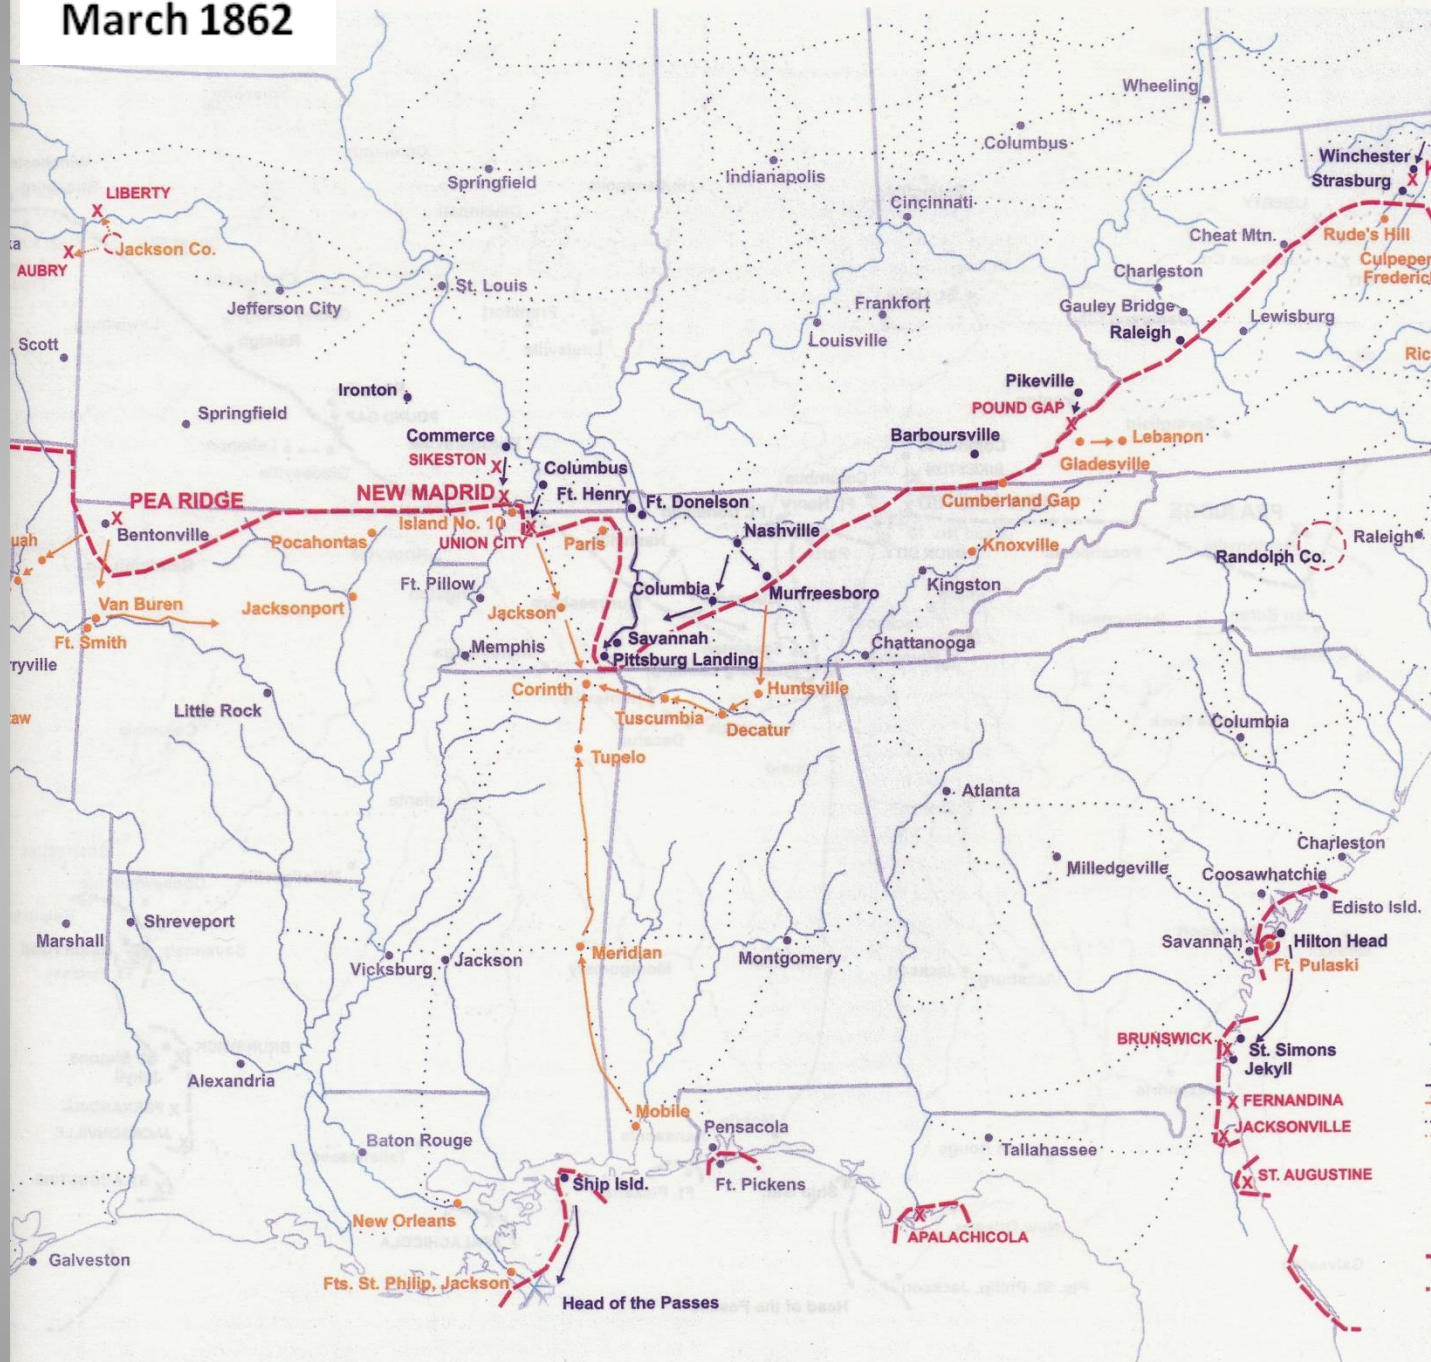 March 1862
Wheeling
Columbus
Winchester
Strasburg
Springfield
Indianapolis
LIBERTY
Cincinnati
Jackson Co.
AUBRY
Cheat Mtn.
Rude's Hill
Culpeper
Charleston
St. Louis
Jefferson City
Frankfort
Gauley Bridge
Lewisburg
Louisville
Raleigh
Scott
Ironton
Pikeville
POUND GAP
Springfield
Commerce
Barboursville
Lebanon
SIKESTON
Gladesville
Columbus
PEA RIDGE
NEW MADRID
Ft. Henry
Ft. Donelson
Cumberland Gap
Island No. 10
Bentonville
Nashville
Pocahontas
UNION CITY
Paris
Knoxville
Raleigh
Randolph Co.
Ft. Pillow
Columbia
Murfreesboro
Kingston
Van Buren
Jacksonport
Jackson
Ft. Smith
Savannah
Memphis
Pittsburg Landing
Chattanooga
Corinth
Huntsville
Little Rock
Tuscumbia
Decatur
Columbia
Tupelo
Atlanta
Charleston
Milledgeville
Coosawhatchie
Edisto Isld.
Shreveport
Marshall
Savannah
Hilton Head
Meridian
Montgomery
Jackson
Vicksburg
Ft. Pulaski
BRUNSWICK
St. Simons
Jekyll
Alexandria
FERNANDINA
Mobile
JACKSONVILLE
Pensacola
Baton Rouge
Tallahassee
ST. AUGUSTINE
Ship Isld.
Ft. Pickens
New Orleans
APALACHICOLA
Galveston
Fts. St. Philip, Jackson
Head of the Passes